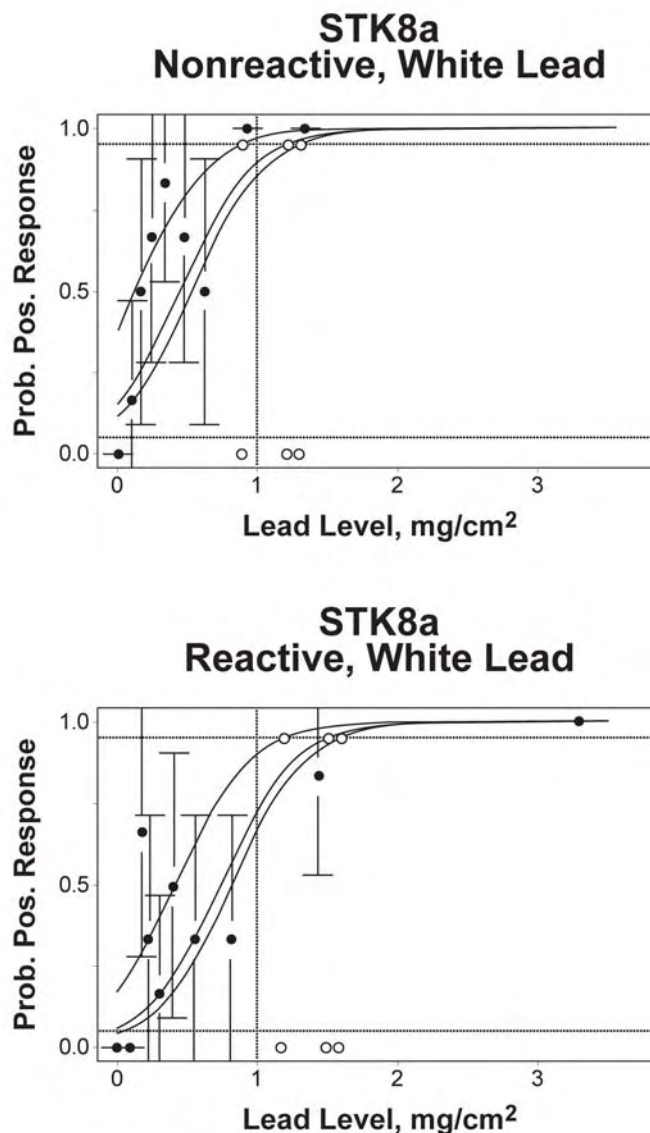 STK8a
Nonreactive, White Lead
Prob. Pos. Response
1.0
0.5
0.0
0 1 2 3
Lead Level, mg/cm²
STK8a
Reactive, White Lead
Prob. Pos. Response
1.0
0.5
0.0
0 1 2 3
Lead Level, mg/cm²